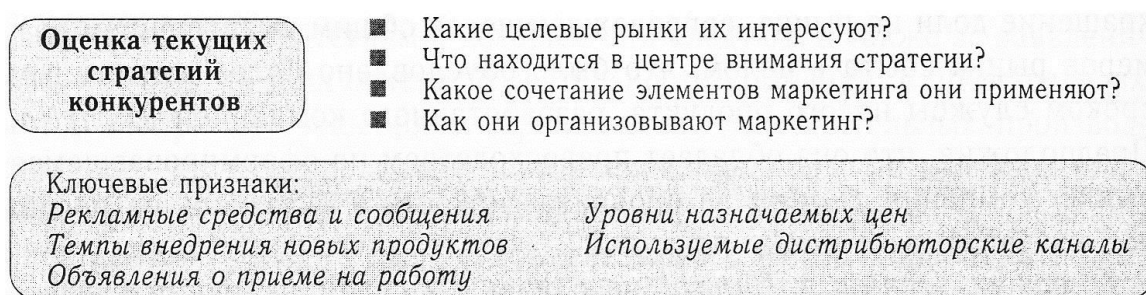 Оценка текущих
стратегий
конкурентов
Какие целевые рынки их интересуют?
Что находится в центре внимания стратегии?
Какое сочетание элементов маркетинга они применяют?
Как они организовывают маркетинг?
Ключевые признаки:
Рекламные средства и сообщения
Темпы внедрения новых продуктов
Объявления о приеме на работу
Уровни назначаемых цен
Используемые дистрибьюторские каналы